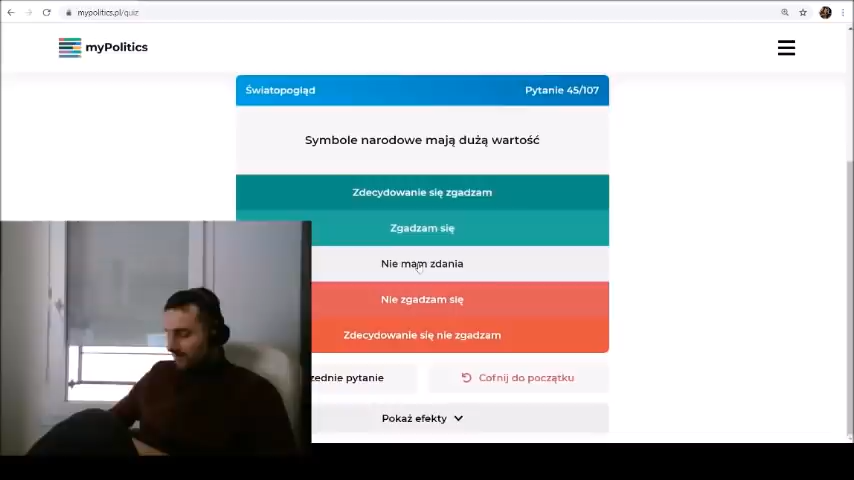 mypolitics.pl/quiz
myPolitics
Światopogląd
Pytanie 45/107
Symbole narodowe mają dużą wartość
Zdecydowanie się zgadzam
Zgadzam się
Nie mam zdania
Nie zgadzam się
Zdecydowanie się nie zgadzam
pytanie
Cofnij do początku
Pokaż efekty